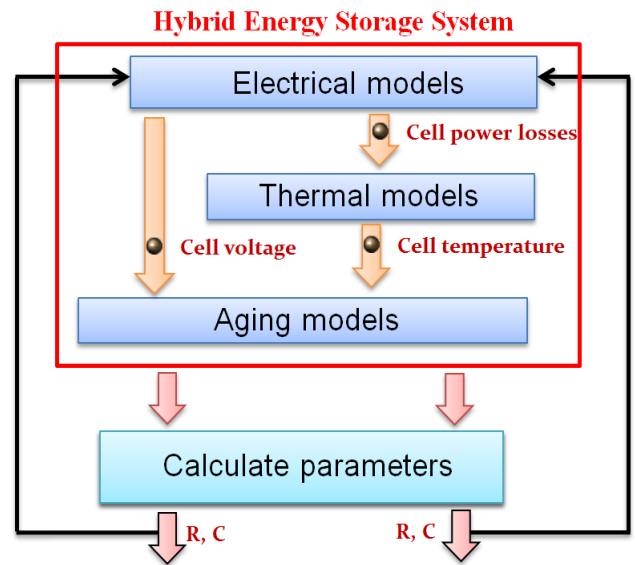 Hybrid Energy Storage System
Electrical models
Cell power losses
Thermal models
Cell voltage
Cell temperature
Aging models
Calculate parameters
R, C
R, C